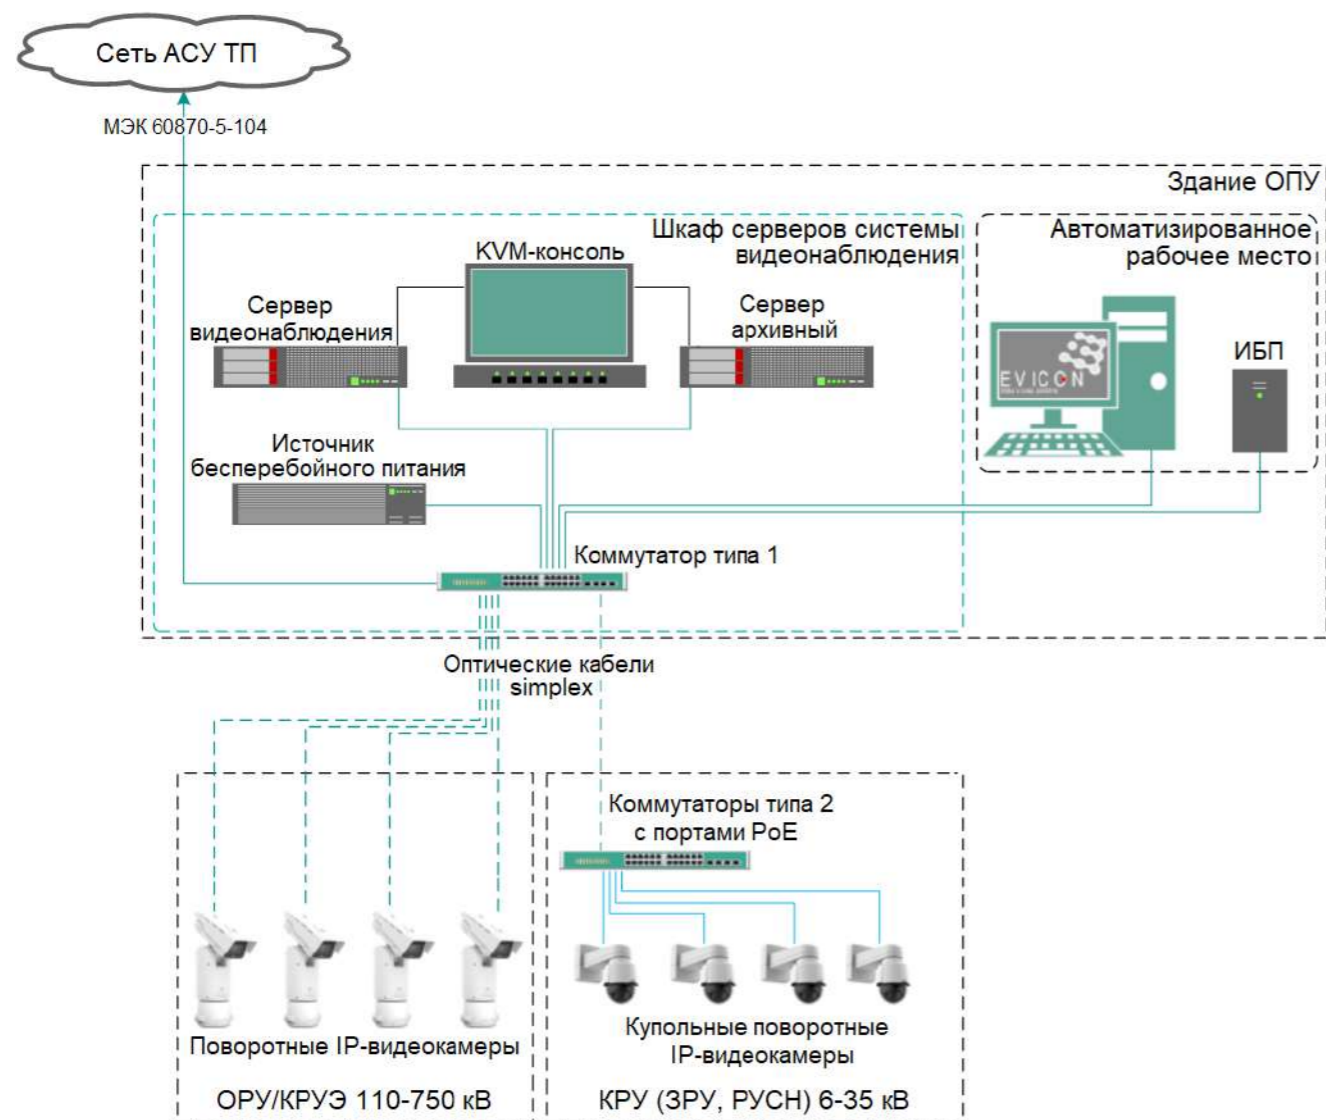 Сеть АСУ ТП
МЭК 60870-5-104
Здание ОПУ
Шкаф серверов системы
видеонаблюдения
Автоматизированное
рабочее место
KVM-консоль
Сервер
видеонаблюдения
Сервер
архивный
EVICON
ИБП
Источник
бесперебойного питания
Коммутатор типа 1
Оптические кабели
simplex
Коммутаторы типа 2
с портами PoE
Поворотные IP-видеокамеры
Купольные поворотные
IP-видеокамеры
ОРУ/КРУЭ 110-750 кВ
КРУ (ЗРУ, РУСН) 6-35 кВ